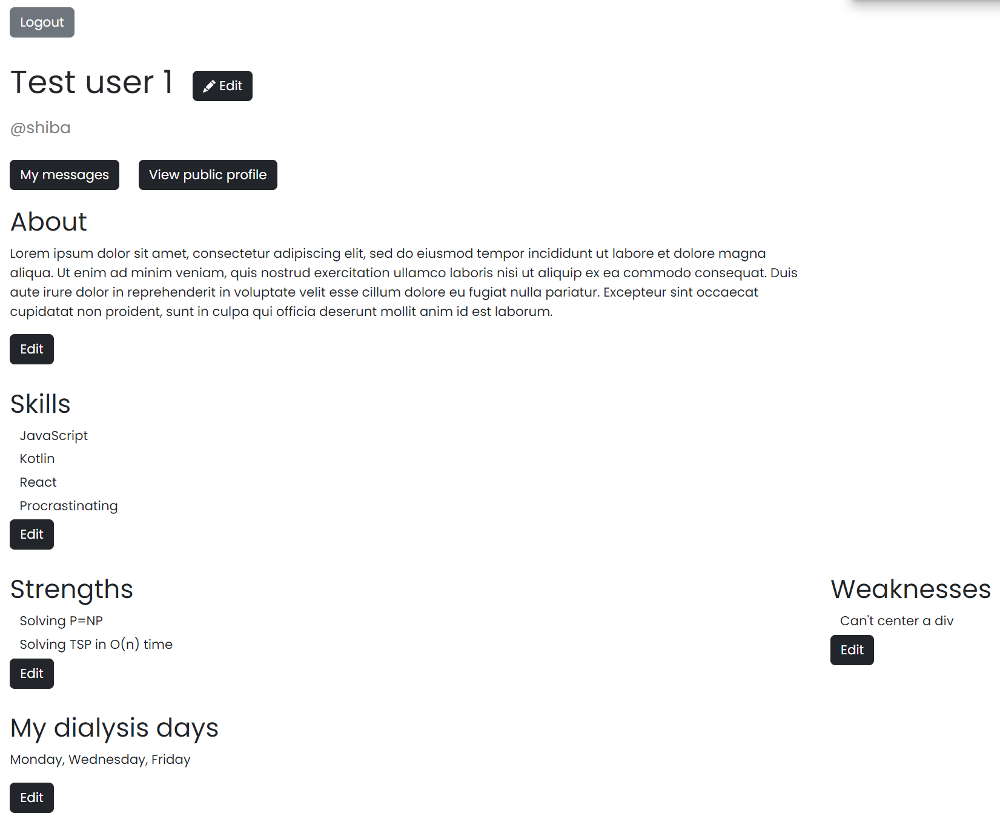 Logout
Test user 1
Edit
@shiba
My messages
View public profile
About
Lorem ipsum dolor sit amet, consectetur adipiscing elit, sed do eiusmod tempor incididunt ut labore et dolore magna
aliqua. Ut enim ad minim veniam, quis nostrud exercitation ullamco laboris nisi ut aliquip ex ea commodo consequat. Duis
aute irure dolor in reprehenderit in voluptate velit esse cillum dolore eu fugiat nulla pariatur. Excepteur sint occaecat
cupidatat non proident, sunt in culpa qui officia deserunt mollit anim id est laborum.
Edit
Skills
JavaScript
Kotlin
React
Procrastinating
Edit
Strengths
Solving P=NP
Solving TSP in O(n) time
Edit
Weaknesses
Can't center a div
Edit
My dialysis days
Monday, Wednesday, Friday
Edit